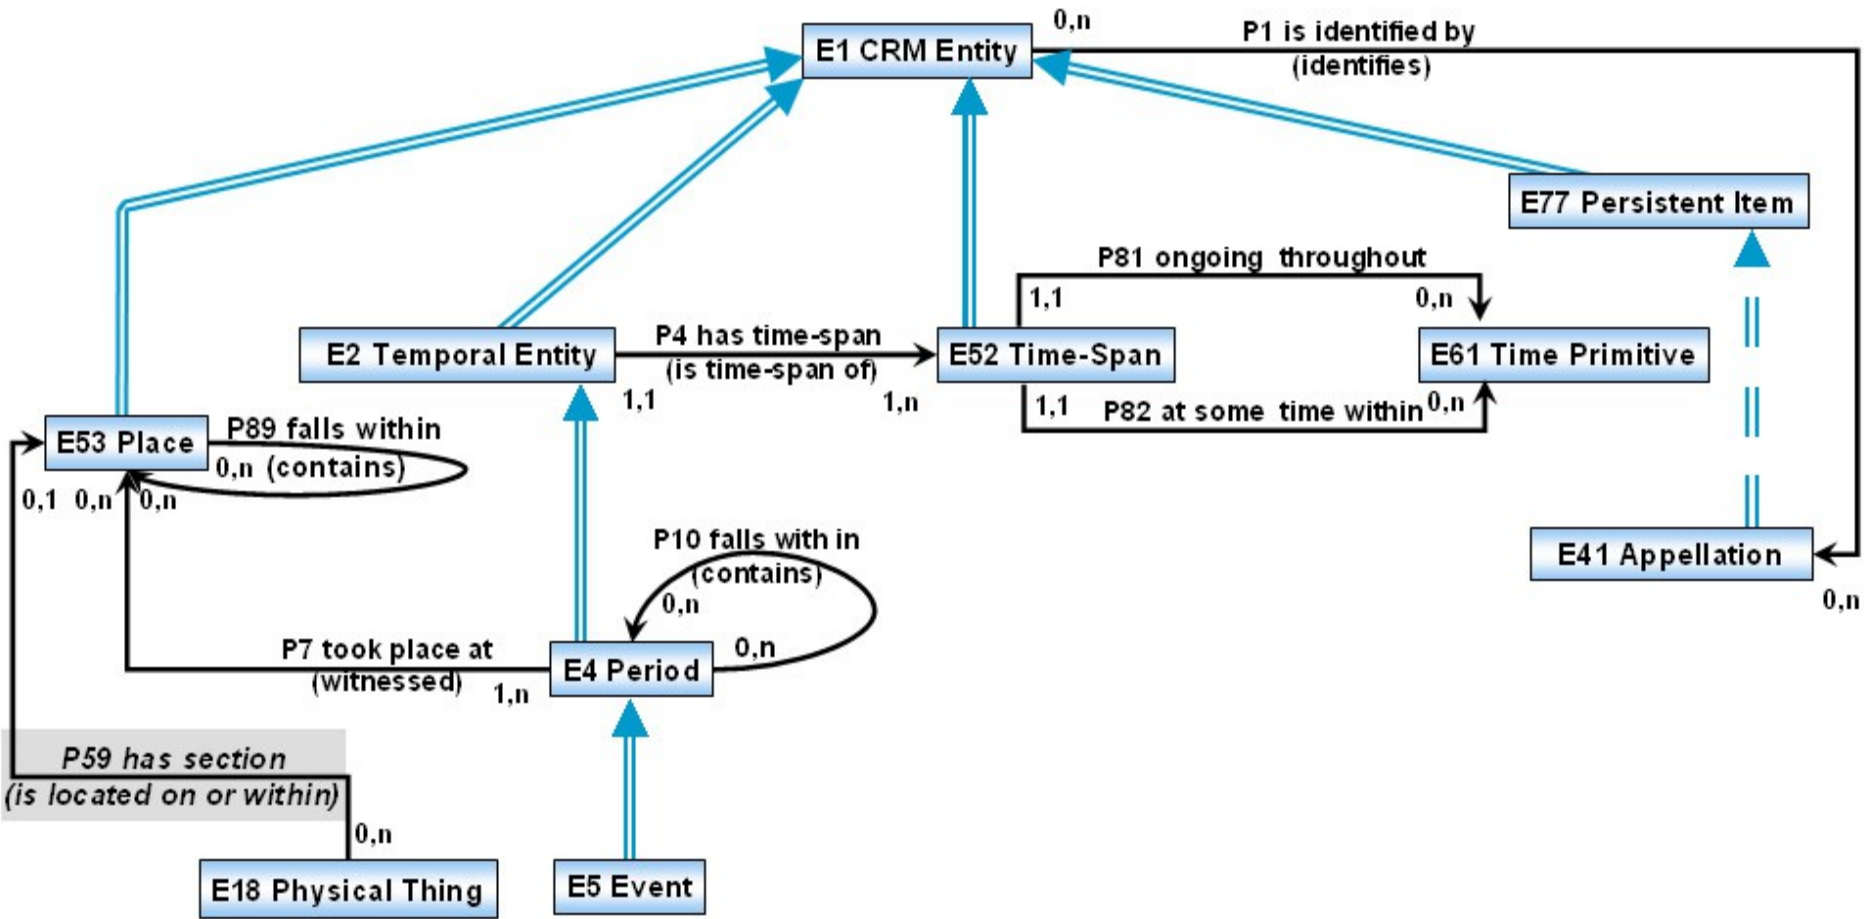 0,n
P1 is identified by
E1 CRM Entity
(identifies)
E77 Persistent Item
P81 ongoing throughout
1,1
0,n
P4 has time-span
E2 Temporal Entity
E52 Time-Span
E61 Time Primitive
(is time-span of)
1,1
1,n
1,1
P82 at some time within
0,n
P89 falls within
E53 Place
0,n (contains)
0,1
0,n
0,n
P10 falls with in
E41 Appellation
(contains)
0,n
0,n
P7 took place at
0,n
E4 Period
(witnessed)
1,n
P59 has section
(is located on or within)
0,n
E18 Physical Thing
E5 Event